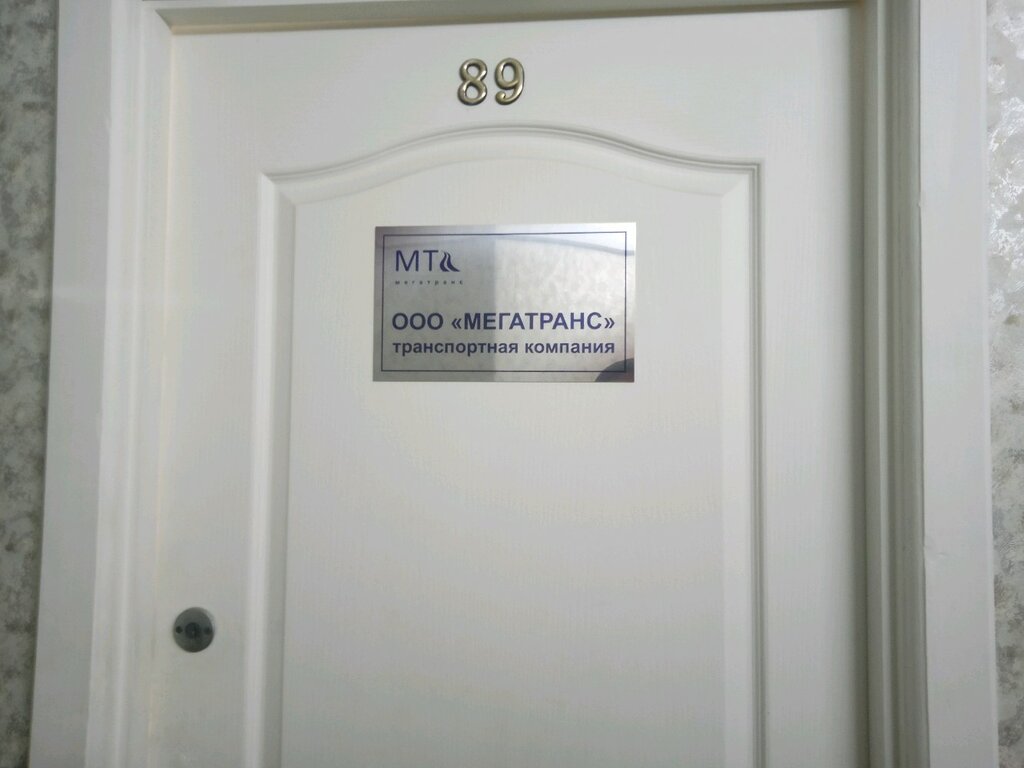 89
МТ
мегатранс
ООО «МЕГАТРАНС»
транспортная компания